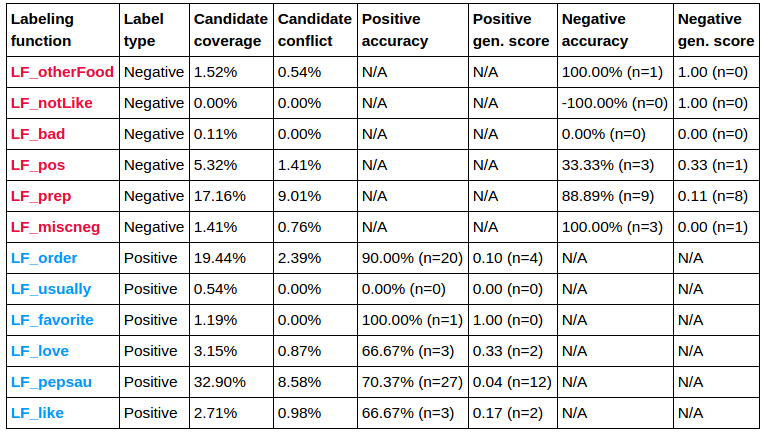 Labeling function Label type Candidate coverage Candidate conflict Positive accuracy Positive gen. score Negative accuracy Negative gen. score
LF_otherFood Negative 1.52% 0.54% N/A N/A 100.00% (n=1) 1.00 (n=0)
LF_notLike Negative 0.00% 0.00% N/A N/A -100.00% (n=0) 1.00 (n=0)
LF_bad Negative 0.11% 0.00% N/A N/A 0.00% (n=0) 0.00 (n=0)
LF_pos Negative 5.32% 1.41% N/A N/A 33.33% (n=3) 0.33 (n=1)
LF_prep Negative 17.16% 9.01% N/A N/A 88.89% (n=9) 0.11 (n=8)
LF_miscneg Negative 1.41% 0.76% N/A N/A 100.00% (n=3) 0.00 (n=1)
LF_order Positive 19.44% 2.39% 90.00% (n=20) 0.10 (n=4) N/A N/A
LF_usually Positive 0.54% 0.00% 0.00% (n=0) 0.00 (n=0) N/A N/A
LF_favorite Positive 1.19% 0.00% 100.00% (n=1) 1.00 (n=0) N/A N/A
LF_love Positive 3.15% 0.87% 66.67% (n=3) 0.33 (n=2) N/A N/A
LF_pepsau Positive 32.90% 8.58% 70.37% (n=27) 0.04 (n=12) N/A N/A
LF_like Positive 2.71% 0.98% 66.67% (n=3) 0.17 (n=2) N/A N/A